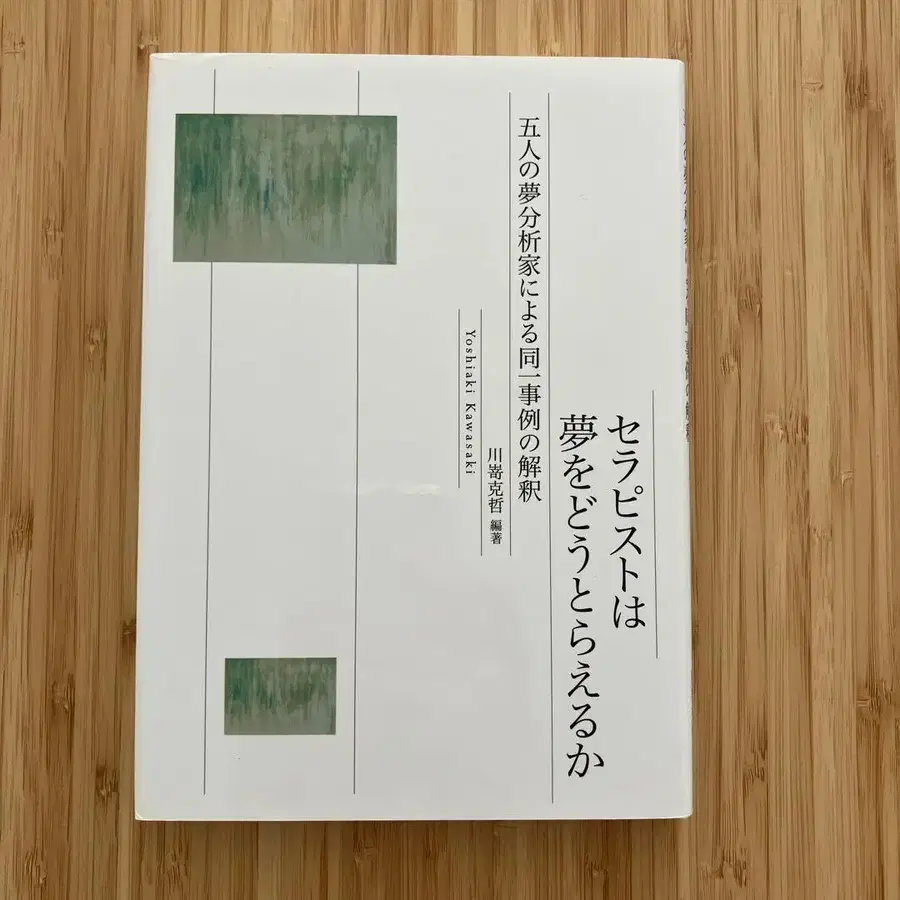 セラピストは
夢をどうとらえるか
五人の夢分析家による同一事例の解釈
川嵜克哲 編著
Yoshiaki Kawasaki